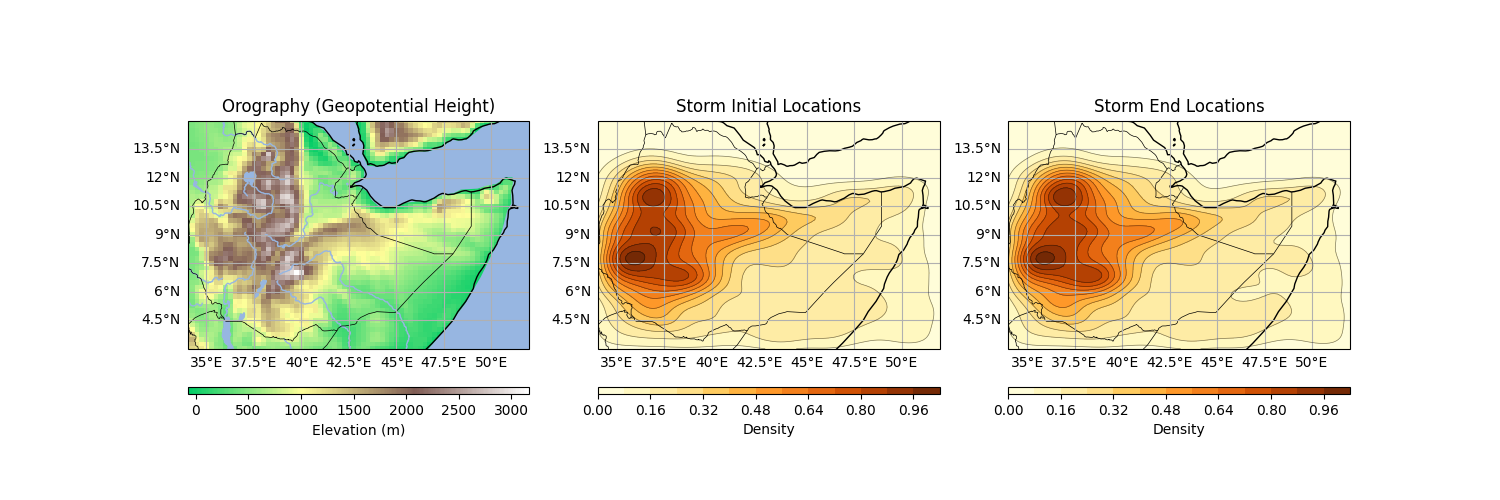 Orography (Geopotential Height)
13.5°N
12°N
10.5°N
9°N
7.5°N
6°N
4.5°N
35°E 37.5°E 40°E 42.5°E 45°E 47.5°E 50°E
0 500 1000 1500 2000 2500 3000
Elevation (m)
Storm Initial Locations
13.5°N
12°N
10.5°N
9°N
7.5°N
6°N
4.5°N
35°E 37.5°E 40°E 42.5°E 45°E 47.5°E 50°E
0.00 0.16 0.32 0.48 0.64 0.80 0.96
Density
Storm End Locations
13.5°N
12°N
10.5°N
9°N
7.5°N
6°N
4.5°N
35°E 37.5°E 40°E 42.5°E 45°E 47.5°E 50°E
0.00 0.16 0.32 0.48 0.64 0.80 0.96
Density